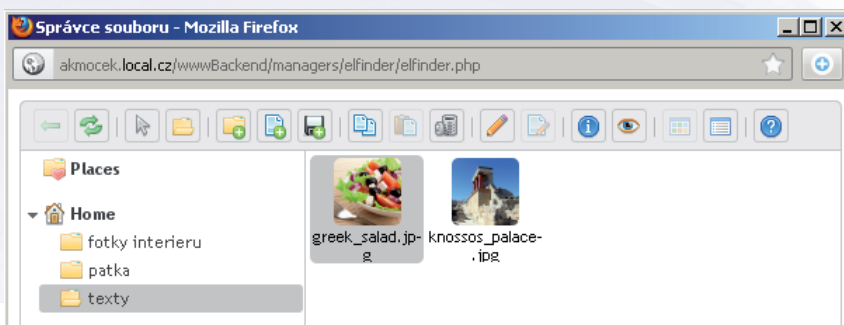 Správce souboru - Mozilla Firefox
akmocek.local.cz/wwwBackend/managers/elfinder/elfinder.php
Places
Home
fotky interieru
patka
texty
greek_salad.jp-
g
knossos_palace-
.jpg